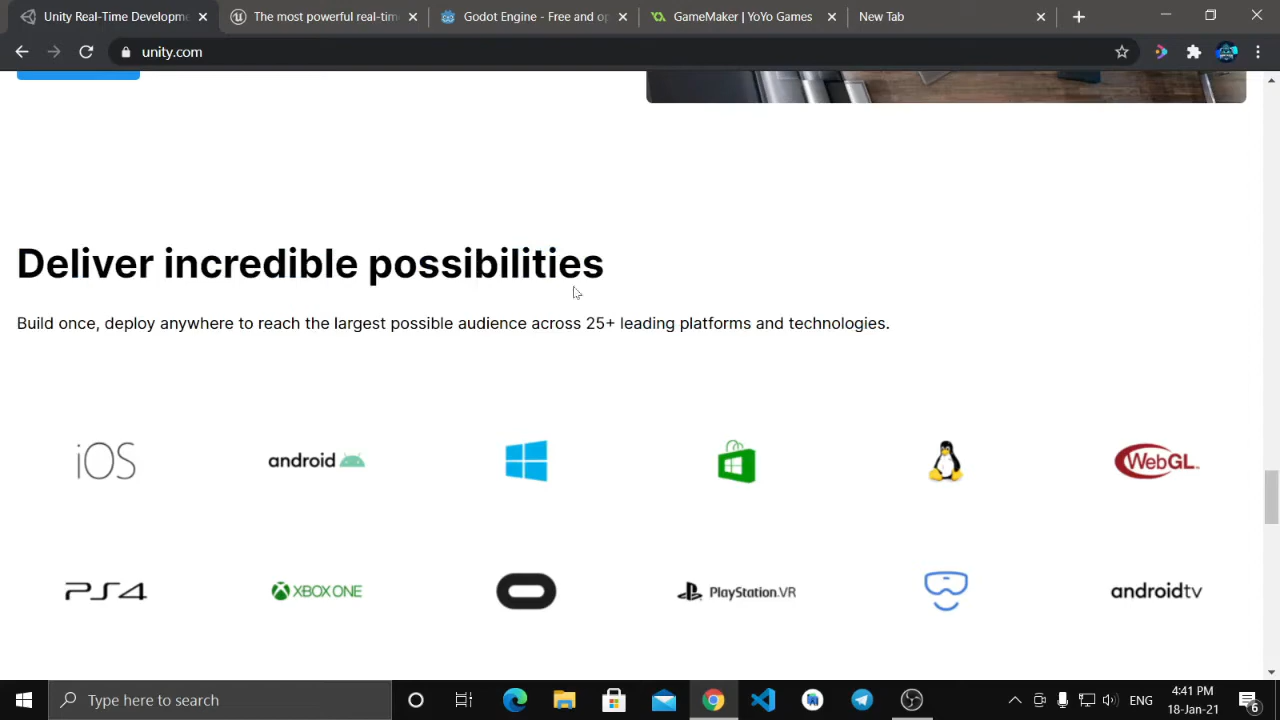 Unity Real-Time Developm
The most powerful real-tim
Godot Engine - Free and op
GameMaker | YoYo Games
New Tab
unity.com
Deliver incredible possibilities
Build once, deploy anywhere to reach the largest possible audience across 25+ leading platforms and technologies.
iOS
android
WebGL
PS4
XBOX ONE
PlayStation.VR
androidtv
Type here to search
ENG
4:41 PM
18-Jan-21
6